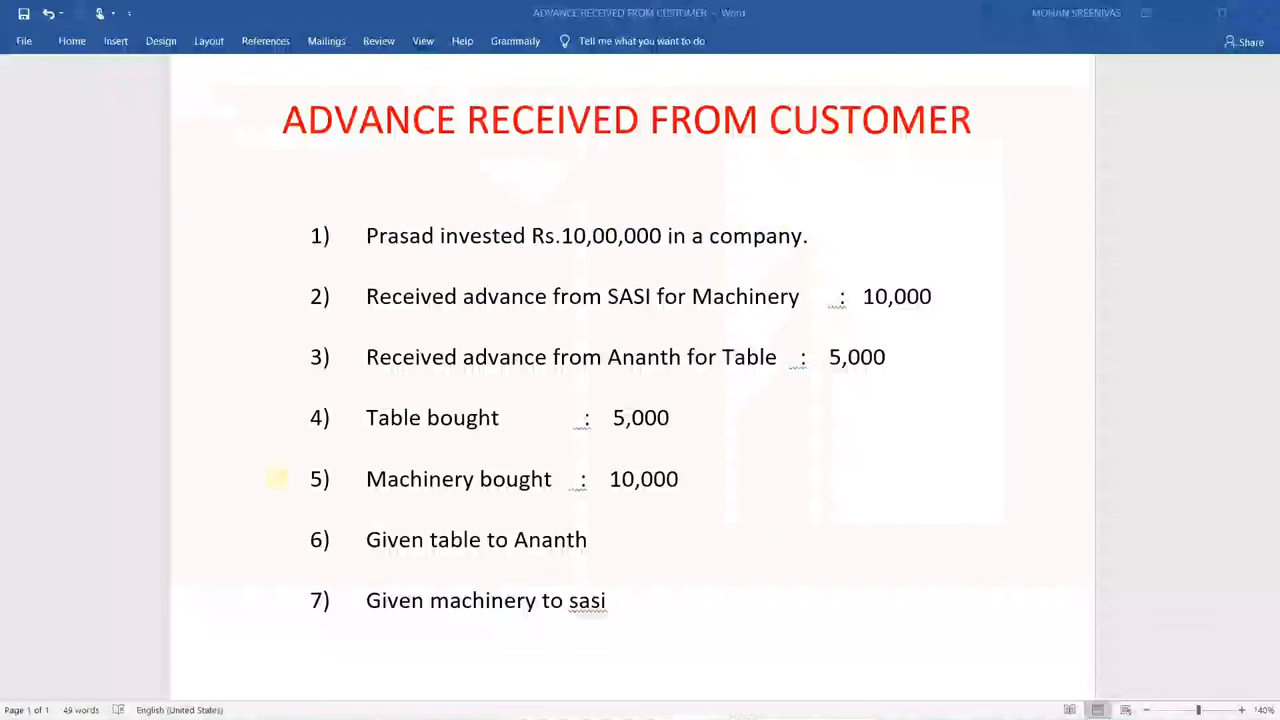 ADVANCE RECEIVED FROM CUSTOMER - Word
MOHAN SREENIVAS
File Home Insert Design Layout References Mailings Review View Help Grammarly Tell me what you want to do Share
ADVANCE RECEIVED FROM CUSTOMER
1) Prasad invested Rs.10,00,000 in a company.
2) Received advance from SASI for Machinery : 10,000
3) Received advance from Ananth for Table : 5,000
4) Table bought : 5,000
5) Machinery bought : 10,000
6) Given table to Ananth
7) Given machinery to sasi
Page 1 of 1 49 words English (United States) 140%